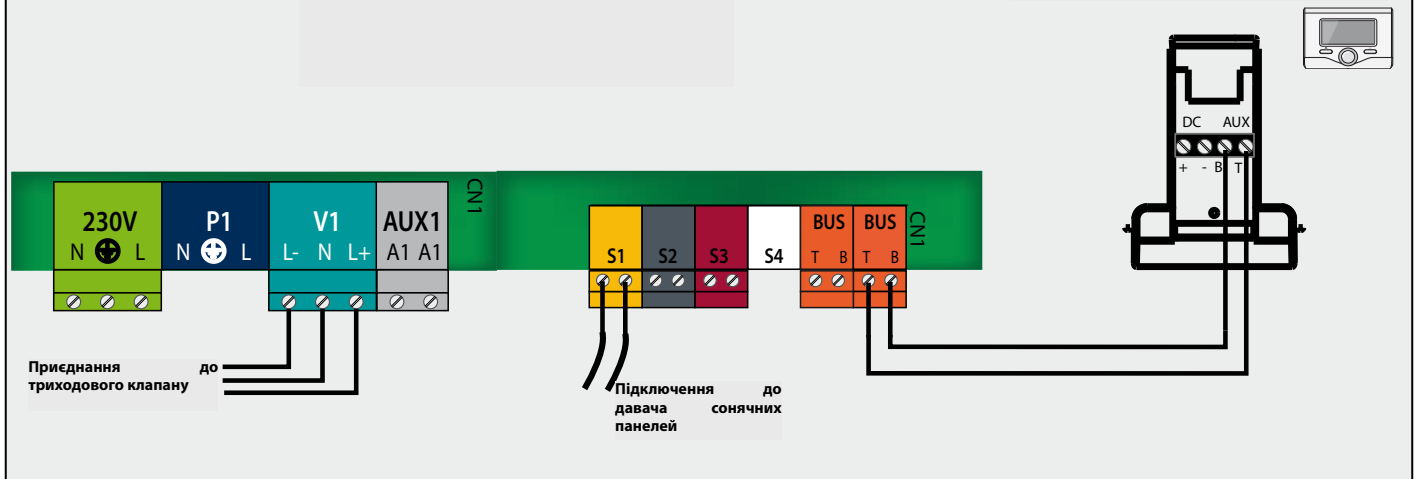 DC AUX
+ - B T
230V P1 V1 AUX1 CN1
N L N L L- N L+ A1 A1
BUS BUS CN1
S1 S2 S3 S4 T B T B
Приєднання до
триходового клапану
Підключення до
давача сонячних
панелей